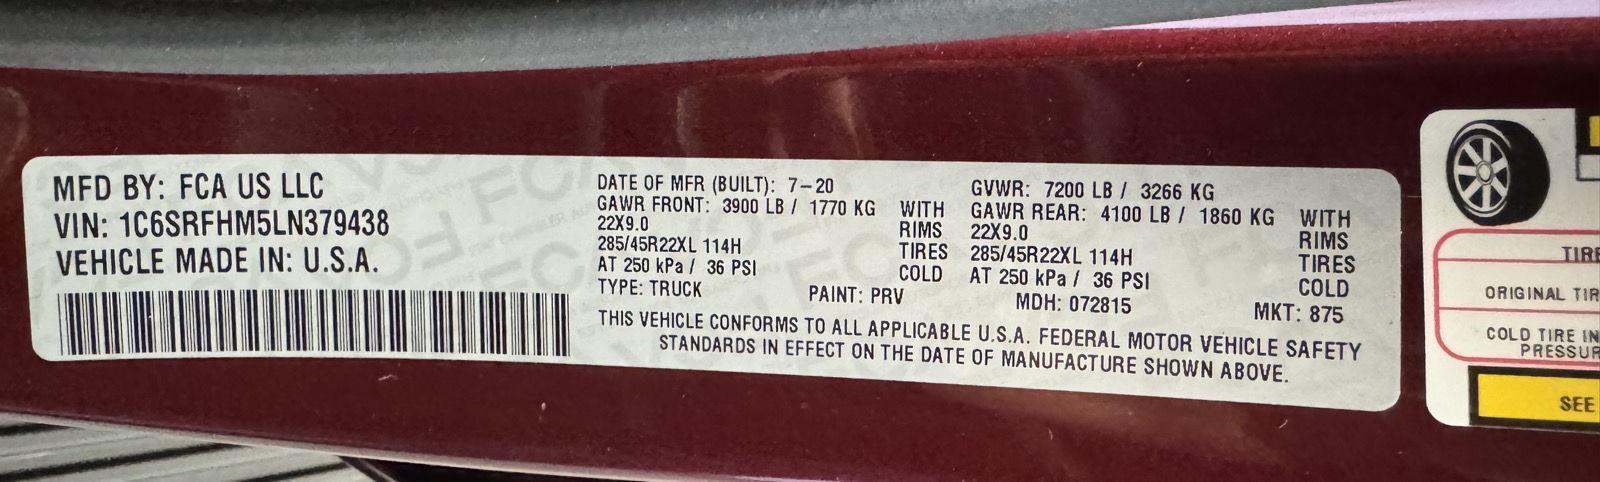 MFD BY: FCA US LLC
VIN: 1C6SRFHM5LN379438
VEHICLE MADE IN: U.S.A.
DATE OF MFR (BUILT): 7-20
GAWR FRONT: 3900 LB / 1770 KG WITH
22X9.0 RIMS
285/45R22XL 114H TIRES
AT 250 kPa / 36 PSI COLD
TYPE: TRUCK
PAINT: PRV
GVWR: 7200 LB / 3266 KG
GAWR REAR: 4100 LB / 1860 KG WITH
22X9.0 RIMS
285/45R22XL 114H TIRES
AT 250 kPa / 36 PSI COLD
MDH: 072815
MKT: 875
THIS VEHICLE CONFORMS TO ALL APPLICABLE U.S.A. FEDERAL MOTOR VEHICLE SAFETY
STANDARDS IN EFFECT ON THE DATE OF MANUFACTURE SHOWN ABOVE.
ORIGINAL
COLD TIRE
SEE